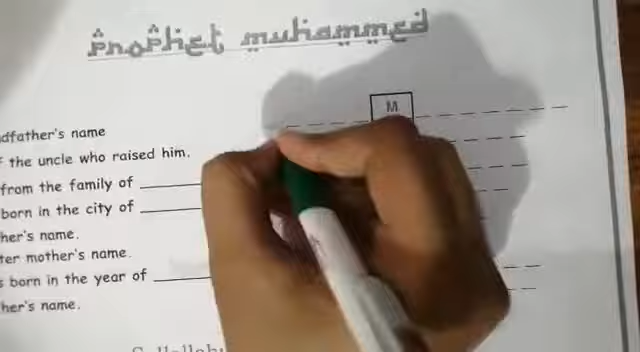 prophet muhammed
M
dfather's name
the uncle who raised him.
from the family of
born in the city of
her's name.
ter mother's name.
s born in the year of
her's name.